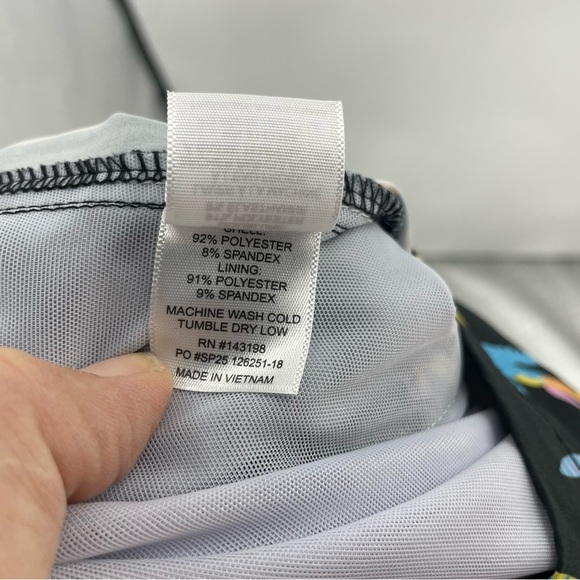 SHELL:
92% POLYESTER
8% SPANDEX
LINING:
91% POLYESTER
9% SPANDEX
MACHINE WASH COLD
TUMBLE DRY LOW
RN #143198
PO #SP25 126251-18
MADE IN VIETNAM